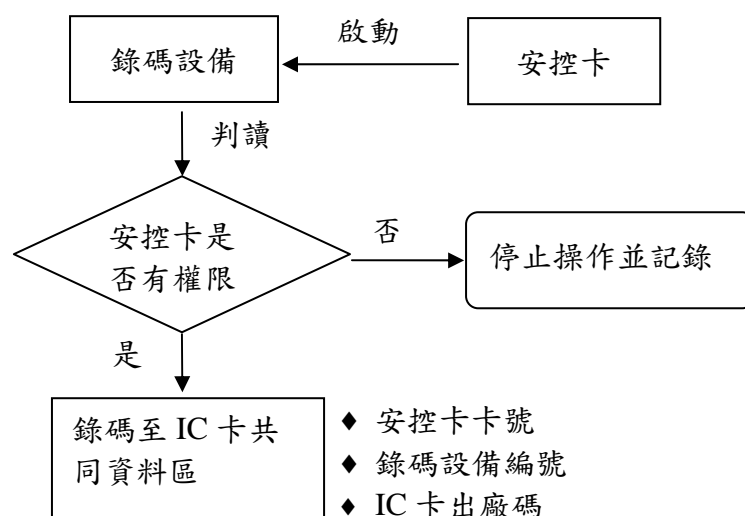 錄碼設備
啟動
安控卡
判讀
安控卡是
否有權限
否
停止操作並記錄
是
錄碼至 IC 卡共
同資料區
♦ 安控卡卡號
♦ 錄碼設備編號
♦ IC 卡出廠碼